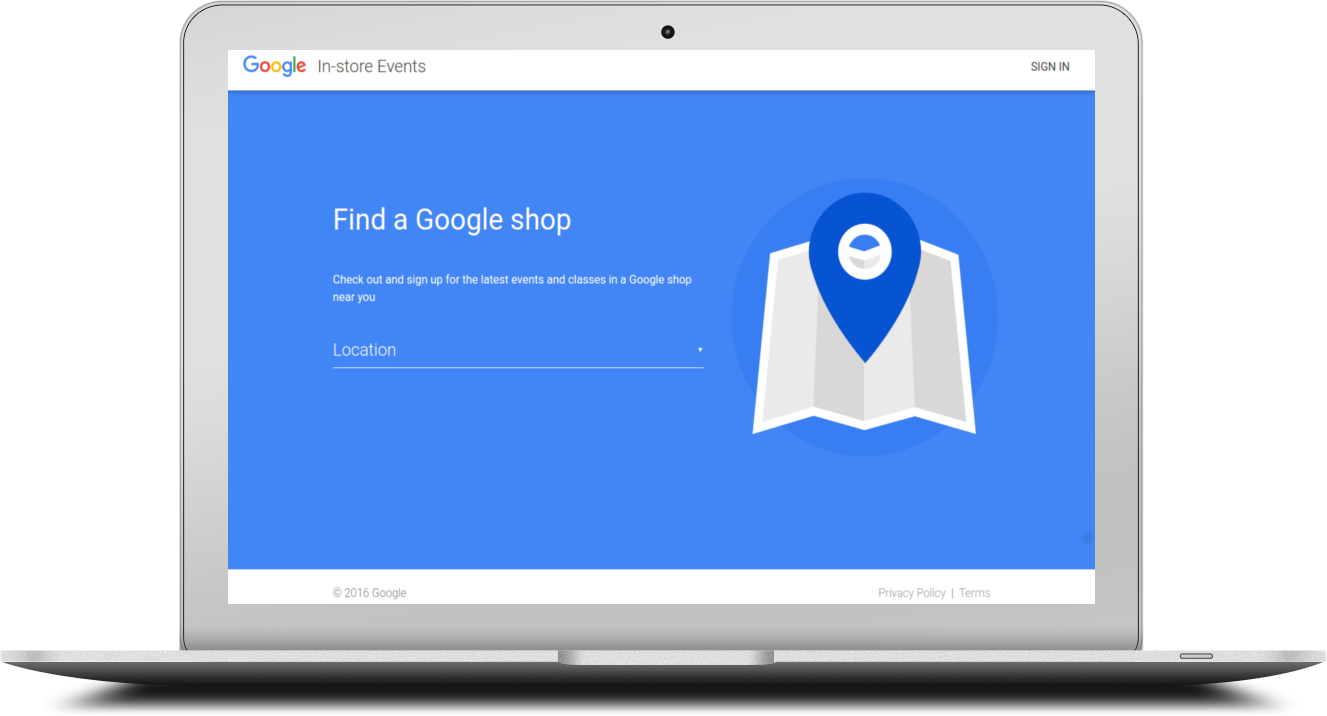 Google In-store Events
SIGN IN
Find a Google shop
Check out and sign up for the latest events and classes in a Google shop
near you
Location
© 2016 Google
Privacy Policy | Terms